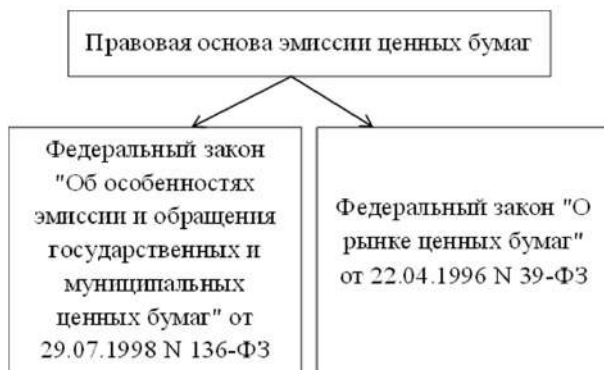 Правовая основа эмиссии ценных бумаг
Федеральный закон
"Об особенностях
эмиссии и обращения
государственных и
муниципальных
ценных бумаг" от
29.07.1998 N 136-ФЗ
Федеральный закон "О
рынке ценных бумаг"
от 22.04.1996 N 39-ФЗ